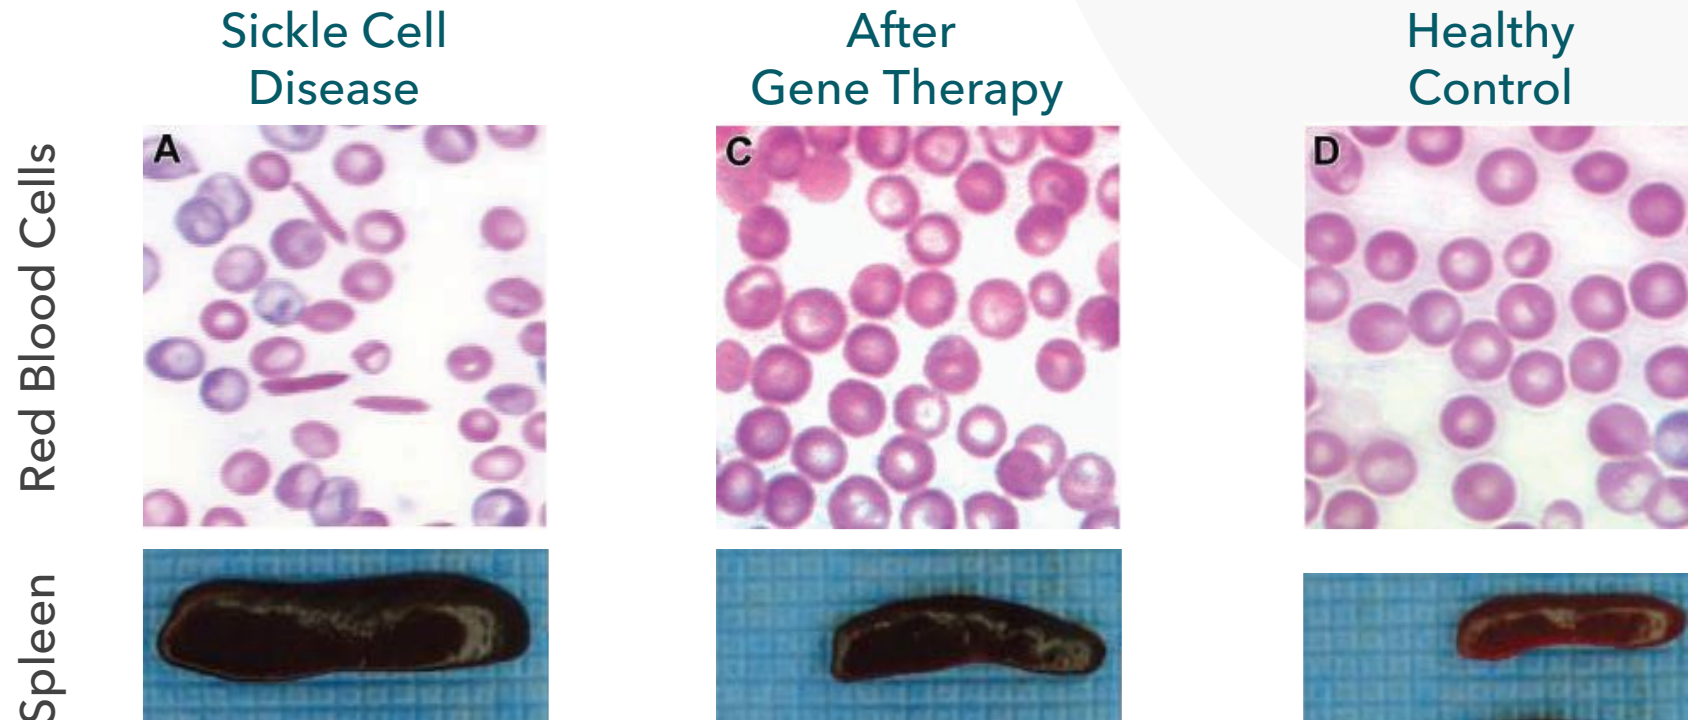 Sickle Cell
Disease
After
Gene Therapy
Healthy
Control
Red Blood Cells
A
C
D
Spleen